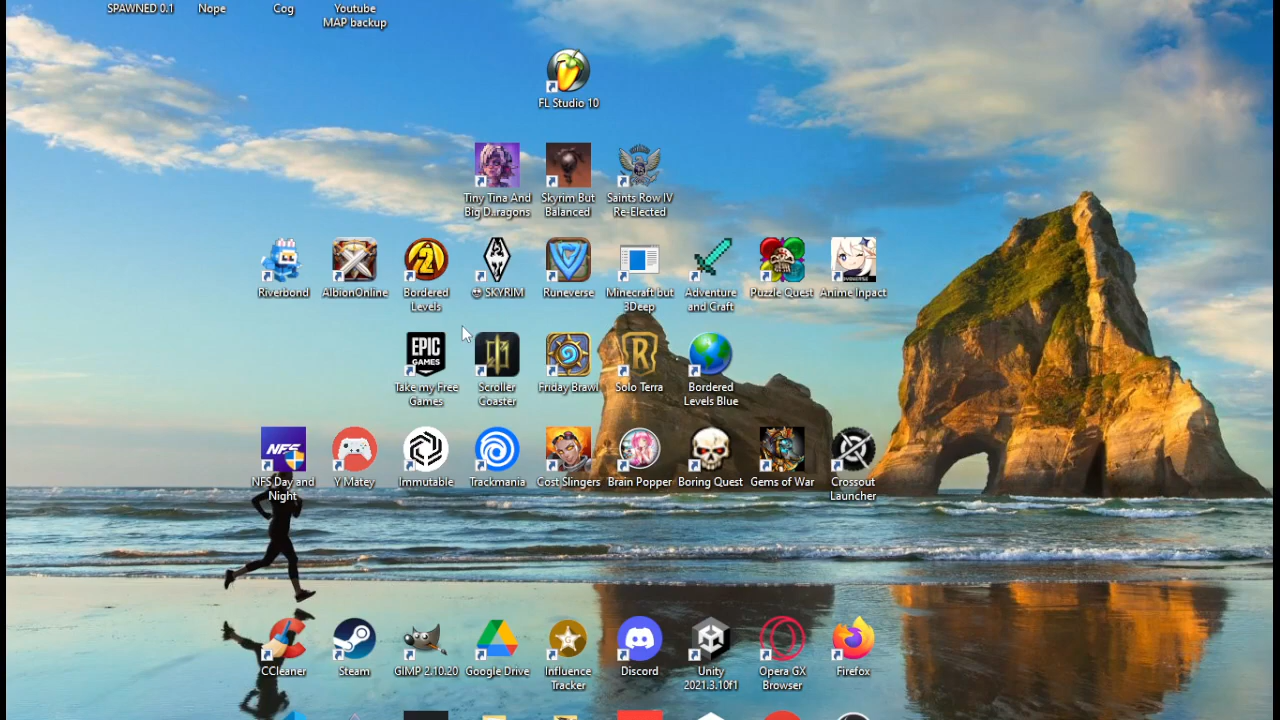 SPAWNED 0.1
Nope
Cog
Youtube
MAP backup
FL Studio 10
Tiny Tina And
Big D...ragons
Skyrim But
Balanced
Saints Row IV
Re-Elected
Riverbond
AlbionOnline
2
Bordered
Levels
SKYRIM
Runeverse
Minecraft but
3Deep
Adventure
and Craft
Puzzle Quest
Anime Inpact
EPIC
GAMES
Take my Free
Games
Scroller
Coaster
Friday Brawl
R
Solo Terra
Bordered
Levels Blue
NFS
NFS Day and
Night
Y Matey
Immutable
Trackmania
Cost Slingers
Brain Popper
Boring Quest
Gems of War
Crossout
Launcher
CCleaner
Steam
GIMP 2.10.20
Google Drive
Influence
Tracker
Discord
Unity
2021.3.10f1
Opera GX
Browser
Firefox